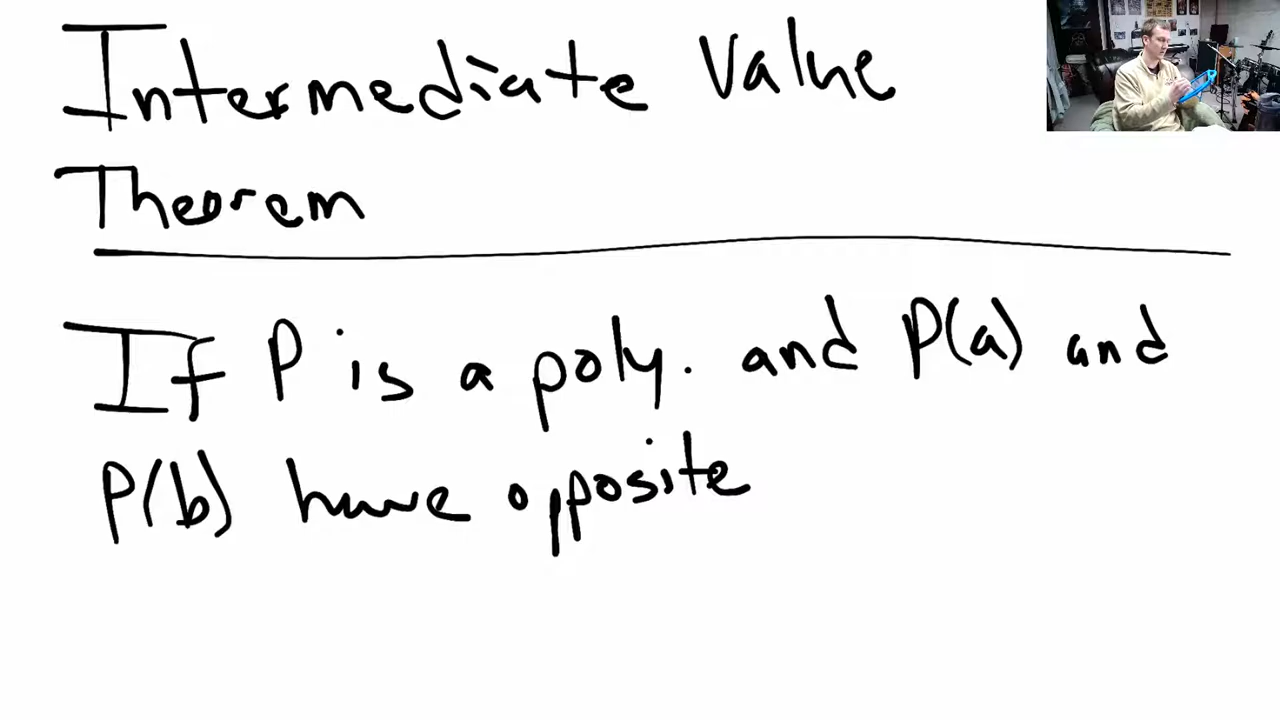 Intermediate Value
Theorem
If P is a poly. and P(a) and
P(b) have opposite